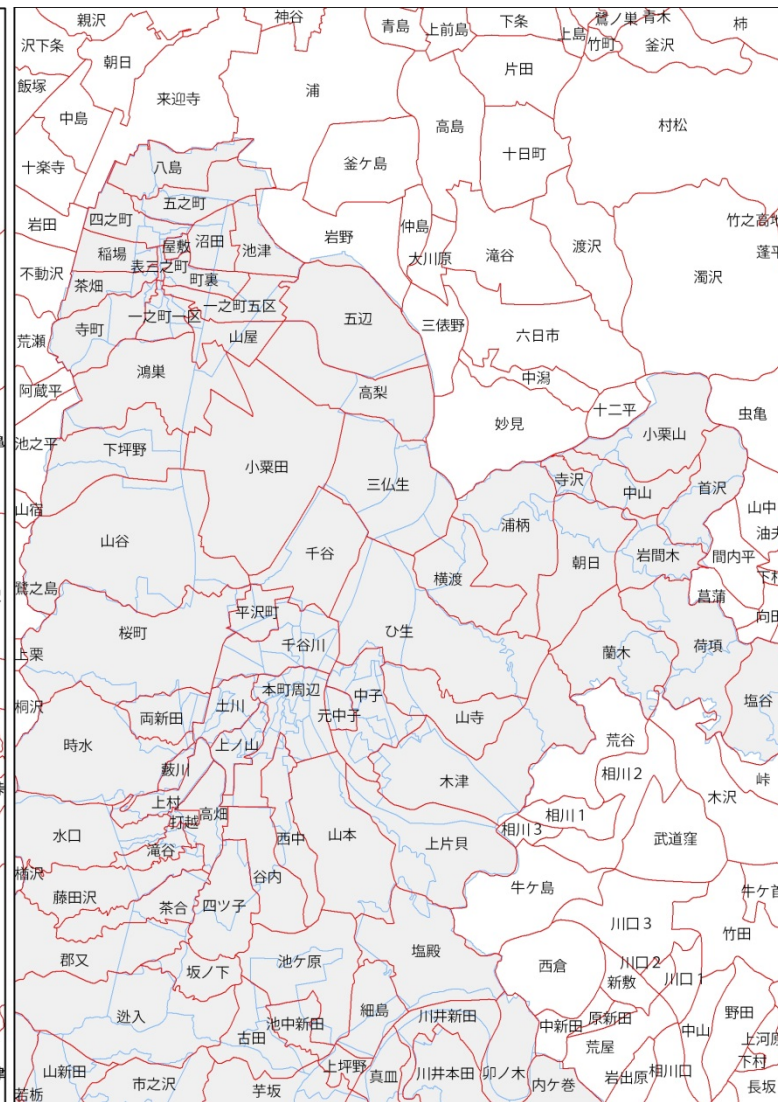 親沢
神谷
青島
上前島
下条
上島
鷺ノ巣
青木
柿
沢下条
朝日
竹町
釜沢
飯塚
来迎寺
浦
片田
中島
高島
村松
十楽寺
八島
釜ケ島
十日町
五之町
四之町
岩田
仲島
竹之高地
稲場
屋敷
沼田
池津
岩野
大川原
滝谷
渡沢
蓬平
不動沢
表三之町
濁沢
茶畑
町裏
寺町
一之町一区
一之町五区
五辺
三俵野
六日市
荒瀬
山屋
鴻巣
中潟
阿蔵平
高梨
妙見
十二平
虫亀
池之平
下坪野
小粟田
小栗山
三仏生
寺沢
中山
首沢
山宿
浦柄
山中
山谷
千谷
朝日
岩間木
間内平
油夫
横渡
鷺之島
菖蒲
下村
平沢町
向田
桜町
千谷川
ひ生
蘭木
荷頃
上栗
本町周辺
中子
塩谷
桐沢
両新田
土川
元中子
山寺
時水
上ノ山
荒谷
藪川
木津
相川2
峠
上村
高畑
相川1
木沢
水口
打越
西中
山本
上片貝
相川3
武道窪
滝谷
楢沢
谷内
牛ケ島
牛ケ首
藤田沢
茶合
四ツ子
川口3
竹田
郡又
坂ノ下
池ケ原
塩殿
西倉
川口2
新敷
川口1
逧入
細島
川井新田
中新田
原新田
野田
古田
池中新田
中山
上河原
山新田
上坪野
荒屋
下村
若栃
市之沢
芋坂
真皿
川井本田
卯ノ木
内ケ巻
岩出原
相川口
長坂